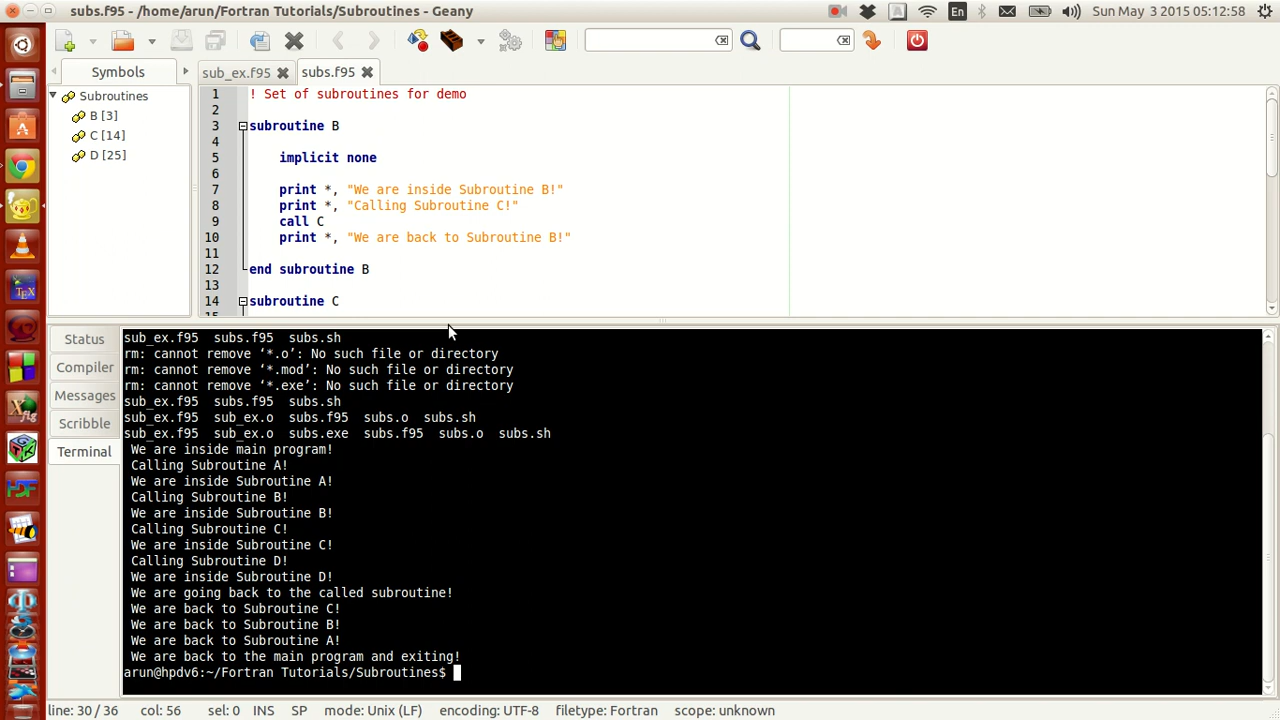 subs.f95 - /home/arun/Fortran Tutorials/Subroutines - Geany
En
Sun May 3 2015 05:12:58
Symbols
sub_ex.f95
subs.f95
Subroutines
B [3]
C [14]
D [25]
1 ! Set of subroutines for demo
2
3 subroutine B
4
5 implicit none
6
7 print *, "We are inside Subroutine B!"
8 print *, "Calling Subroutine C!"
9 call C
10 print *, "We are back to Subroutine B!"
11
12 end subroutine B
13
14 subroutine C
Status
Compiler
Messages
Scribble
Terminal
sub_ex.f95 subs.f95 subs.sh
rm: cannot remove ‘*.o’: No such file or directory
rm: cannot remove ‘*.mod’: No such file or directory
rm: cannot remove ‘*.exe’: No such file or directory
sub_ex.f95 subs.f95 subs.sh
sub_ex.f95 sub_ex.o subs.f95 subs.o subs.sh
sub_ex.f95 sub_ex.o subs.exe subs.f95 subs.o subs.sh
We are inside main program!
Calling Subroutine A!
We are inside Subroutine A!
Calling Subroutine B!
We are inside Subroutine B!
Calling Subroutine C!
We are inside Subroutine C!
Calling Subroutine D!
We are inside Subroutine D!
We are going back to the called subroutine!
We are back to Subroutine C!
We are back to Subroutine B!
We are back to Subroutine A!
We are back to the main program and exiting!
arun@hpdv6:~/Fortran Tutorials/Subroutines$
line: 30 / 36 col: 56 sel: 0 INS SP mode: Unix (LF) encoding: UTF-8 filetype: Fortran scope: unknown